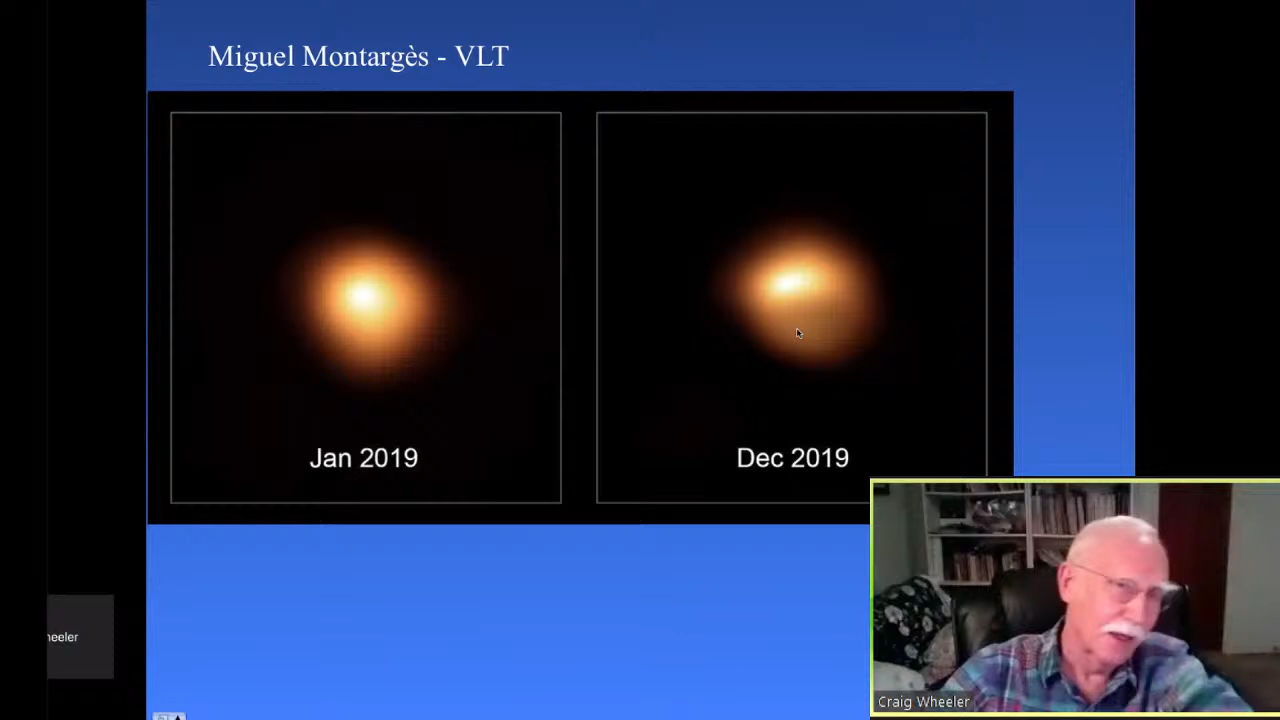 Miguel Montargès - VLT
Jan 2019
Dec 2019
heeler
Craig Wheeler